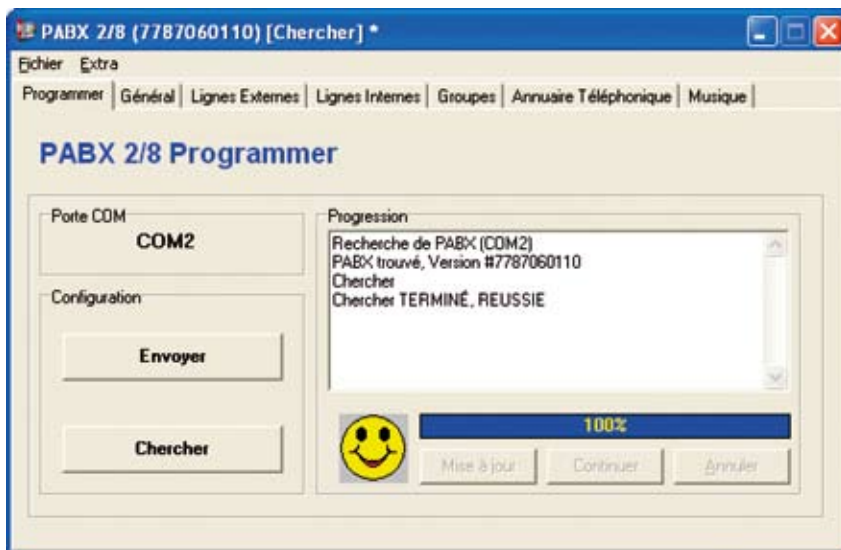 PABX 2/8 (7787060110) [Chercher] *
Fichier Extra
Programmer Général Lignes Externes Lignes Internes Groupes Annuaire Téléphonique Musique
PABX 2/8 Programmer
Porte COM
COM2
Configuration
Envoyer
Chercher
Progression
Recherche de PABX (COM2)
PABX trouvé, Version #7787060110
Chercher
Chercher TERMINÉ, REUSSIE
100%
Mise à jour Continuer Annuler